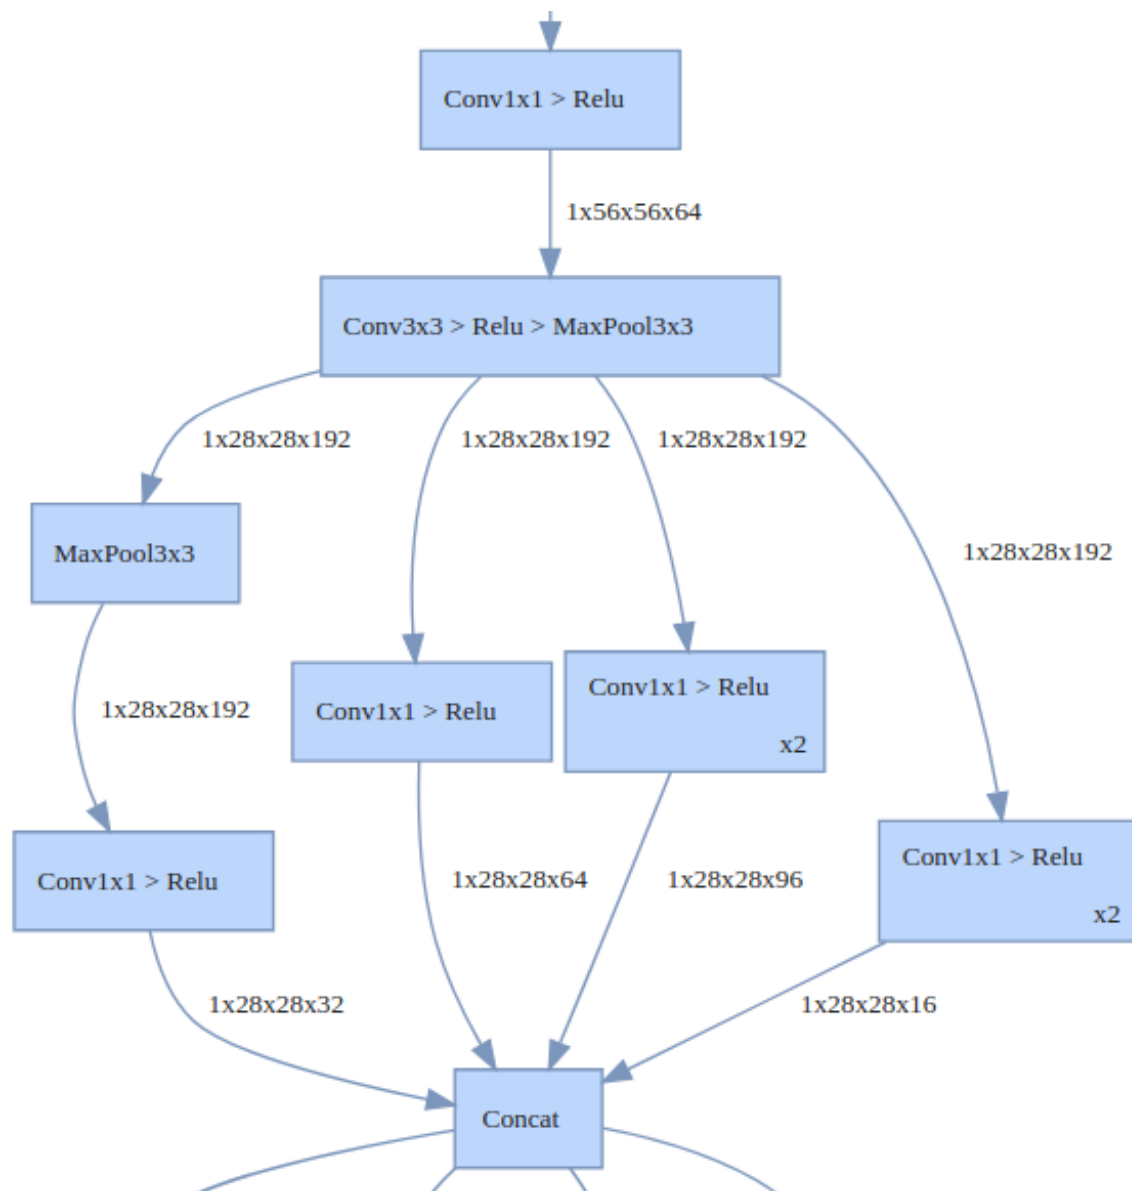 Conv1x1 > Relu
1x56x56x64
Conv3x3 > Relu > MaxPool3x3
1x28x28x192
1x28x28x192
1x28x28x192
1x28x28x192
MaxPool3x3
1x28x28x192
Conv1x1 > Relu
Conv1x1 > Relu
x2
Conv1x1 > Relu
Conv1x1 > Relu
x2
1x28x28x64
1x28x28x96
1x28x28x32
1x28x28x16
Concat